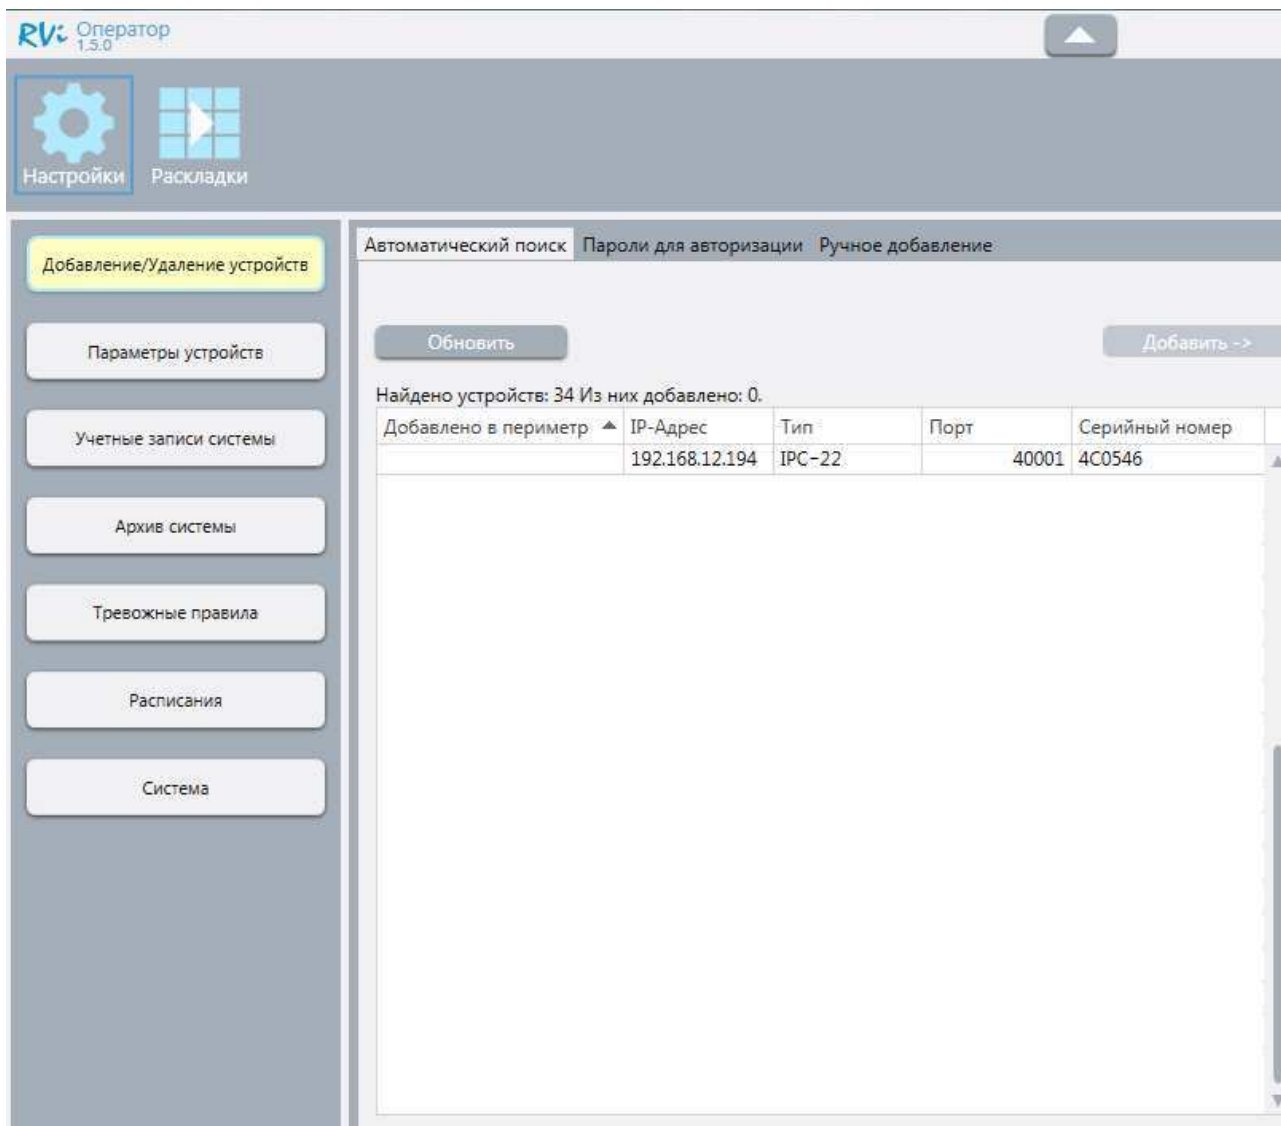 RVi Оператор
1.5.0
Настройки Раскладки
Добавление/Удаление устройств
Параметры устройств
Учетные записи системы
Архив системы
Тревожные правила
Расписания
Система
Автоматический поиск Пароли для авторизации Ручное добавление
Обновить Добавить ->
Найдено устройств: 34 Из них добавлено: 0.
Добавлено в периметр IP-Адрес Тип Порт Серийный номер
192.168.12.194 IPC-22 40001 4C0546